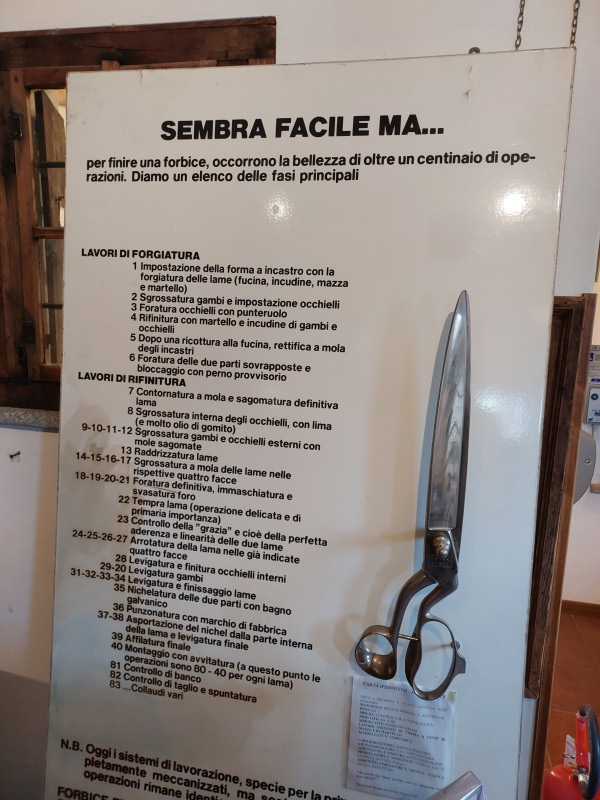 SEMBRA FACILE MA...
per finire una forbice, occorrono la bellezza di oltre un centinaio di ope-
razioni. Diamo un elenco delle fasi principali
LAVORI DI FORGIATURA
1 Impostazione della forma a incastro con la
forgiatura delle lame (fucina, incudine, mazza
e martello)
2 Sgrossatura gambi e impostazione occhielli
3 Foratura occhielli con punteruolo
4 Rifinitura con martello e incudine di gambi e
occhielli
5 Dopo una ricottura alla fucina, rettifica a mola
degli incastri
6 Foratura delle due parti sovrapposte e
bloccaggio con perno provvisorio
LAVORI DI RIFINITURA
7 Contornatura a mola e sagomatura definitiva
lama
8 Sgrossatura interna degli occhielli, con lima
(e molto olio di gomito)
9-10-11-12 Sgrossatura gambi e occhielli esterni con
mole sagomate
13 Raddrizzatura lame
14-15-16-17 Sgrossatura a mola delle lame nelle
rispettive quattro facce
18-19-20-21 Foratura definitiva, immaschiatura e
svasatura foro
22 Tempra lama (operazione delicata e di
primaria importanza)
23 Controllo della "grazia" e cioè della perfetta
aderenza e linearità delle due lame
24-25-26-27 Arrotatura della lama nelle già indicate
quattro facce
28 Levigatura e finitura occhielli interni
29-20 Levigatura gambi
31-32-33-34 Levigatura e finissaggio lame
35 Nichelatura delle due parti con bagno
galvanico
36 Punzonatura con marchio di fabbrica
37-38 Asportazione del nichel dalla parte interna
della lama e levigatura finale
39 Affilatura finale
40 Montaggio con avvitatura (a questo punto le
operazioni sono 80 - 40 per ogni lama)
81 Controllo di banco
82 Controllo di taglio e spuntatura
83 ...Collaudi vari
N.B. Oggi i sistemi di lavorazione, specie per la
pletamente meccanizzati, ma
operazioni rimane
FORBICE
CARTA D'IDENTITA'